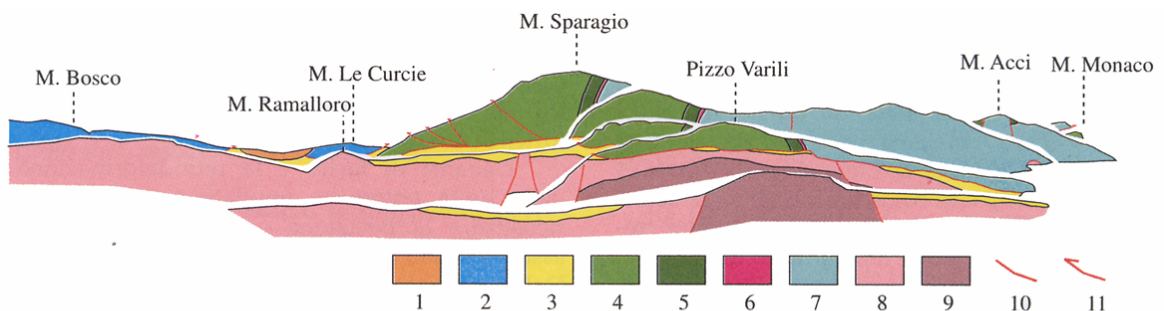 M. Sparagio
M. Bosco
M. Le Curcie
M. Ramalloro
Pizzo Varili
M. Acci
M. Monaco
1 2 3 4 5 6 7 8 9 10 11